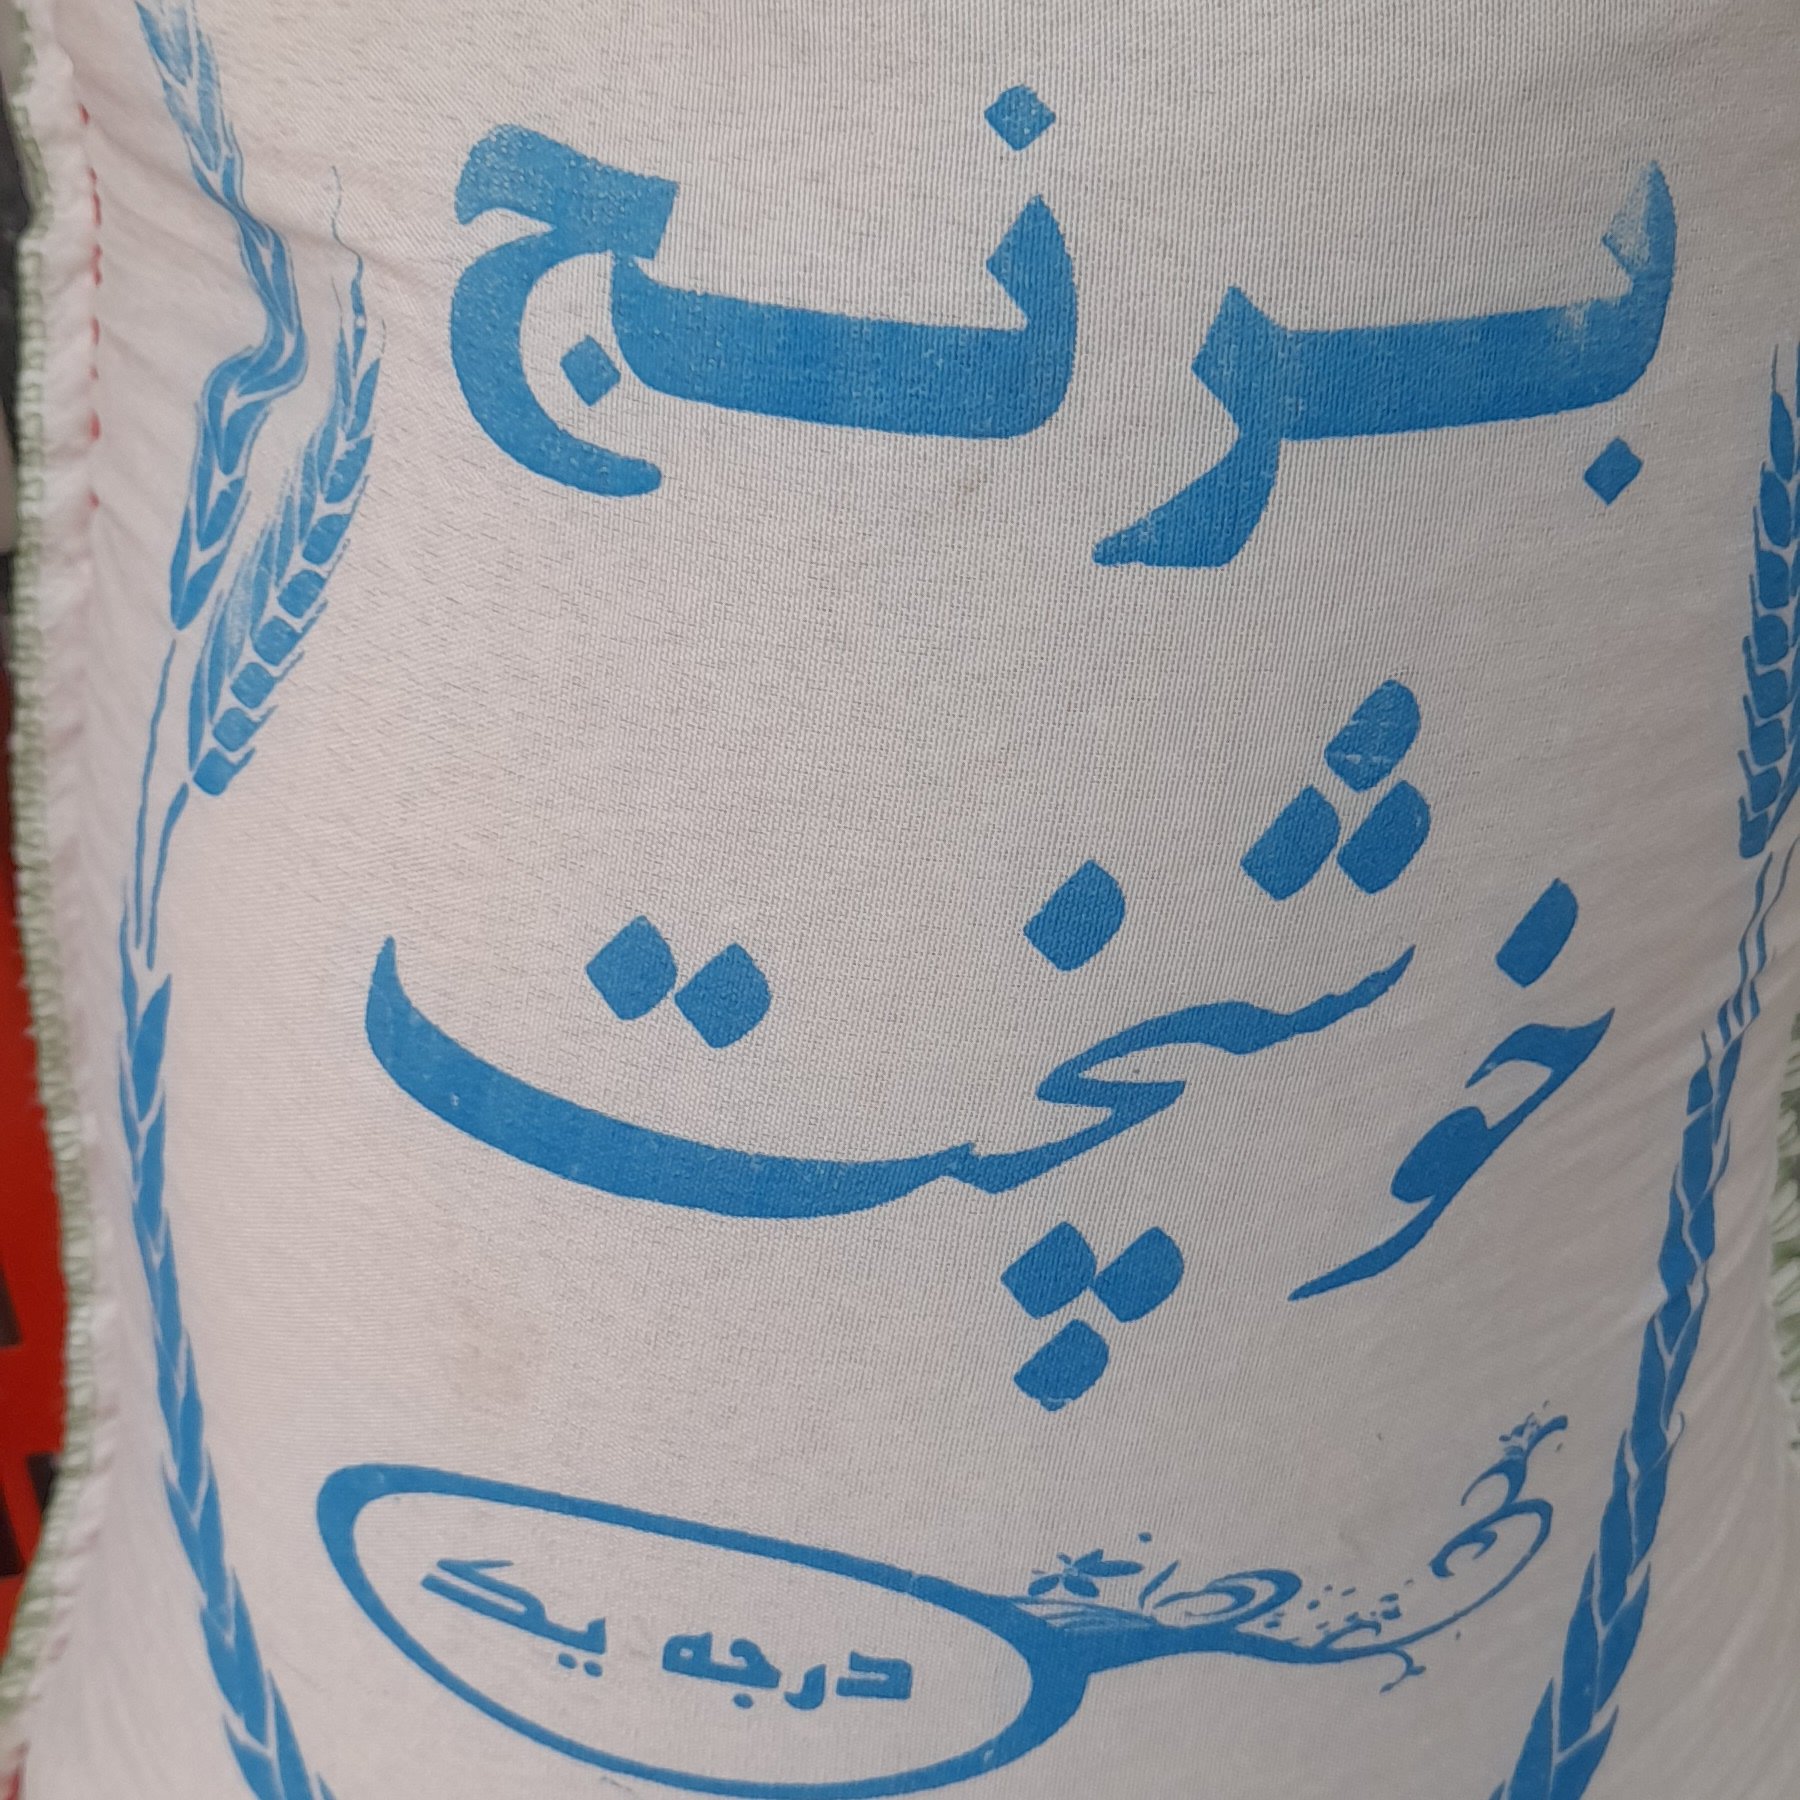 برنج
خوشپخت
درجه یک